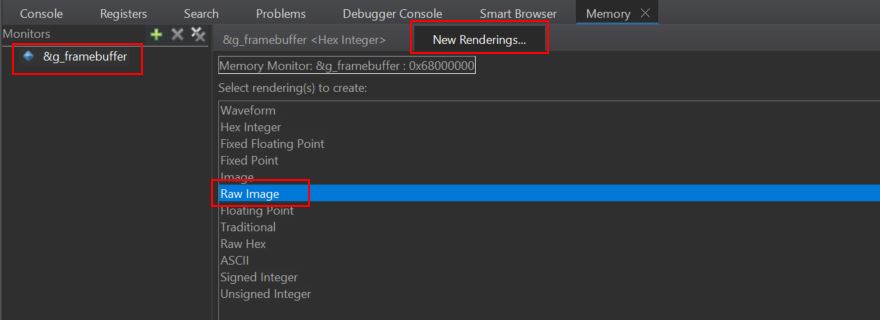 Console Registers Search Problems Debugger Console Smart Browser Memory
Monitors
&g_framebuffer
&g_framebuffer <Hex Integer> New Renderings...
Memory Monitor: &g_framebuffer : 0x68000000
Select rendering(s) to create:
Waveform
Hex Integer
Fixed Floating Point
Fixed Point
Image
Raw Image
Floating Point
Traditional
Raw Hex
ASCII
Signed Integer
Unsigned Integer